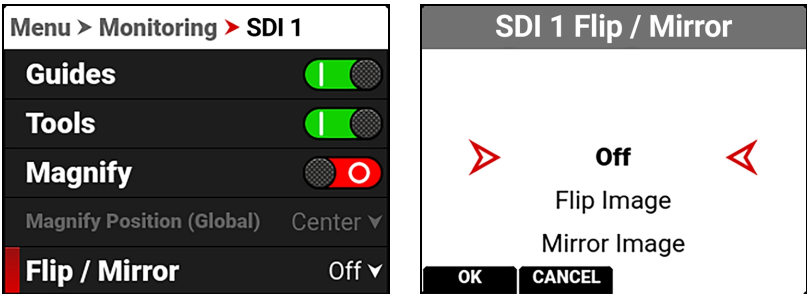 Menu > Monitoring > SDI 1
Guides
Tools
Magnify
Magnify Position (Global) Center
Flip / Mirror Off
SDI 1 Flip / Mirror
Off
Flip Image
Mirror Image
OK CANCEL